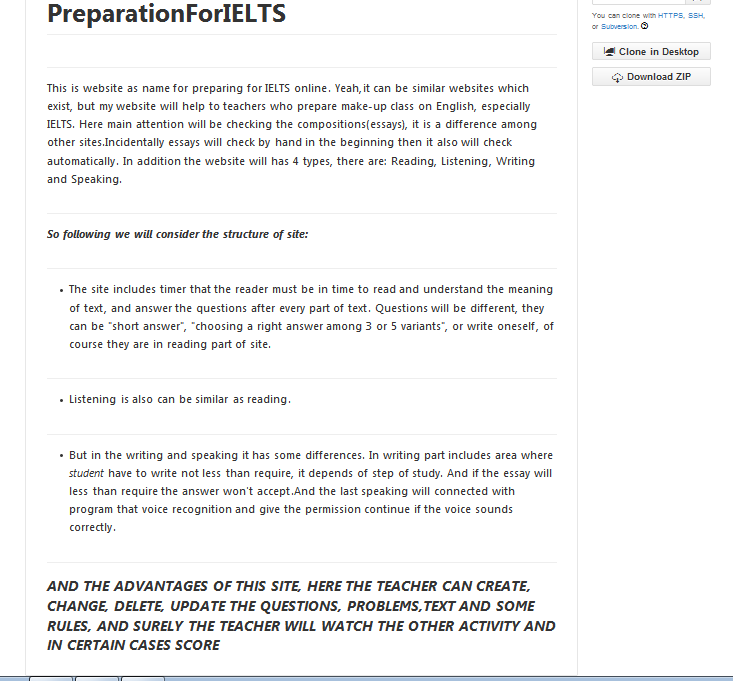 PreparationForIELTS
You can clone with HTTPS, SSH,
or Subversion.
Clone in Desktop
Download ZIP
This is website as name for preparing for IELTS online. Yeah,it can be similar websites which
exist, but my website will help to teachers who prepare make-up class on English, especially
IELTS. Here main attention will be checking the compositions(essays), it is a difference among
other sites.Incidentally essays will check by hand in the beginning then it also will check
automatically. In addition the website will has 4 types, there are: Reading, Listening, Writing
and Speaking.
So following we will consider the structure of site:
• The site includes timer that the reader must be in time to read and understand the meaning
of text, and answer the questions after every part of text. Questions will be different, they
can be "short answer", "choosing a right answer among 3 or 5 variants", or write oneself, of
course they are in reading part of site.
• Listening is also can be similar as reading.
• But in the writing and speaking it has some differences. In writing part includes area where
student have to write not less than require, it depends of step of study. And if the essay will
less than require the answer won't accept.And the last speaking will connected with
program that voice recognition and give the permission continue if the voice sounds
correctly.
AND THE ADVANTAGES OF THIS SITE, HERE THE TEACHER CAN CREATE,
CHANGE, DELETE, UPDATE THE QUESTIONS, PROBLEMS,TEXT AND SOME
RULES, AND SURELY THE TEACHER WILL WATCH THE OTHER ACTIVITY AND
IN CERTAIN CASES SCORE